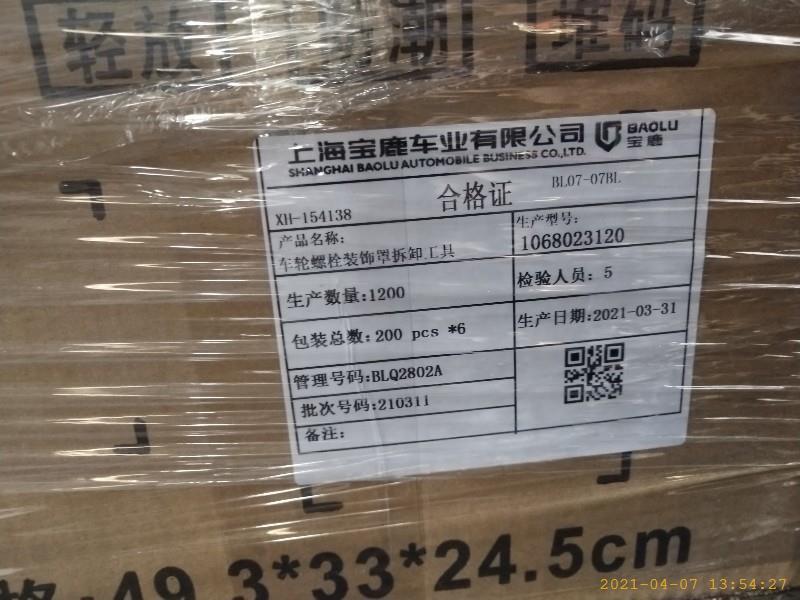 轻放 防潮 堆码
上海宝鹿车业有限公司 BAOLU
SHANGHAI BAOLU AUTOMOBILE BUSINESS CO.,LTD. 宝鹿
XH-154138 合格证 BL07-07BL
产品名称:
车轮螺栓装饰罩拆卸工具
生产型号:
1068023120
生产数量:1200
检验人员: 5
包装总数:200 pcs *6
生产日期:2021-03-31
管理号码:BLQ2802A
批次号码:210311
备注:
格:49.3*33*24.5cm
2021-04-07 13:54:27